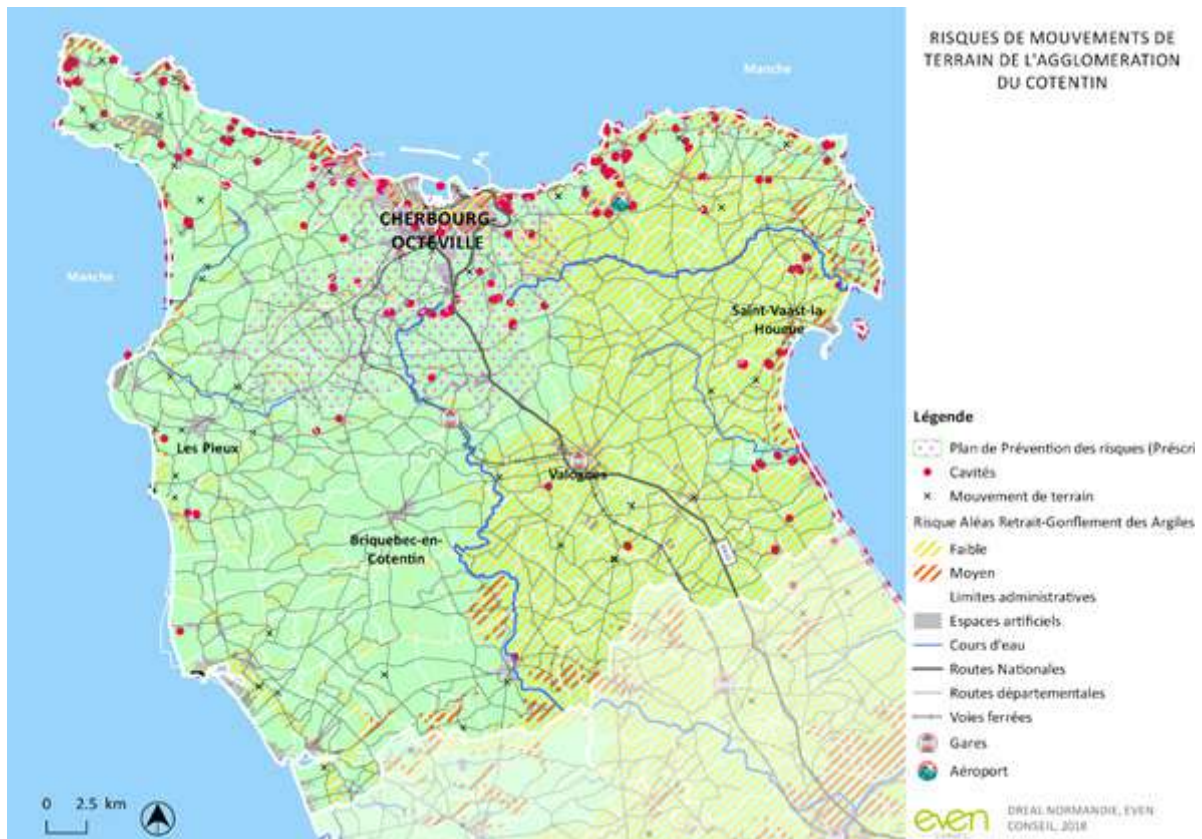 RISQUES DE MOUVEMENTS DE
TERRAIN DE L'AGGLOMERATION
DU COTENTIN
Manche
CHERBOURG-
OCTEVILLE
Manche
Saint-Vaast-la-
Hougue
Les Pieux
Valognes
Briquebec-en-
Cotentin
Légende
Plan de Prévention des risques (Préscri
Cavités
Mouvement de terrain
Risque Aléas Retrait-Gonflement des Argiles
Faible
Moyen
Limites administratives
Espaces artificiels
Cours d'eau
Routes Nationales
Routes départementales
Voies ferrées
Gares
Aéroport
0 2.5 km
even
DREAL NORMANDIE, EVEN
CONSEIL, 2018